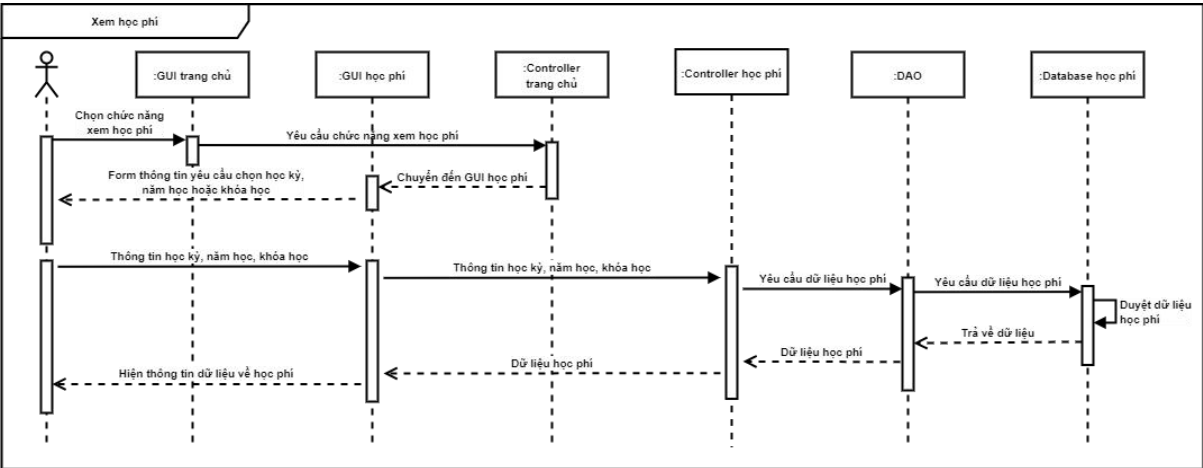 Xem học phí
:GUI trang chủ
:GUI học phí
:Controller
trang chủ
:Controller học phí
:DAO
:Database học phí
Chọn chức năng
xem học phí
Yêu cầu chức năng xem học phí
Chuyển đến GUI học phí
Form thông tin yêu cầu chọn học kỳ,
năm học hoặc khóa học
Thông tin học kỳ, năm học, khóa học
Thông tin học kỳ, năm học, khóa học
Yêu cầu dữ liệu học phí
Yêu cầu dữ liệu học phí
Duyệt dữ liệu
học phí
Trả về dữ liệu
Dữ liệu học phí
Dữ liệu học phí
Hiện thông tin dữ liệu về học phí